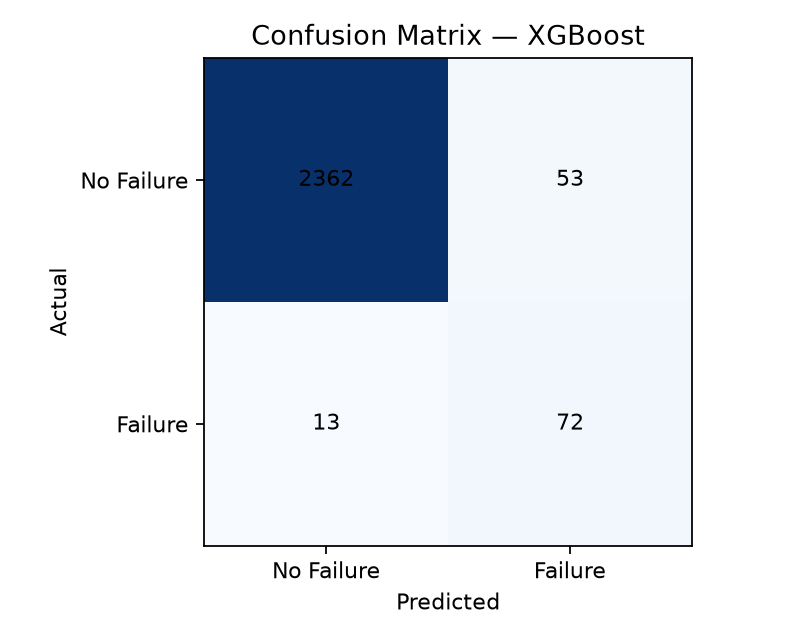 Confusion Matrix — XGBoost
No Failure
2362
53
Actual
Failure
13
72
No Failure
Failure
Predicted